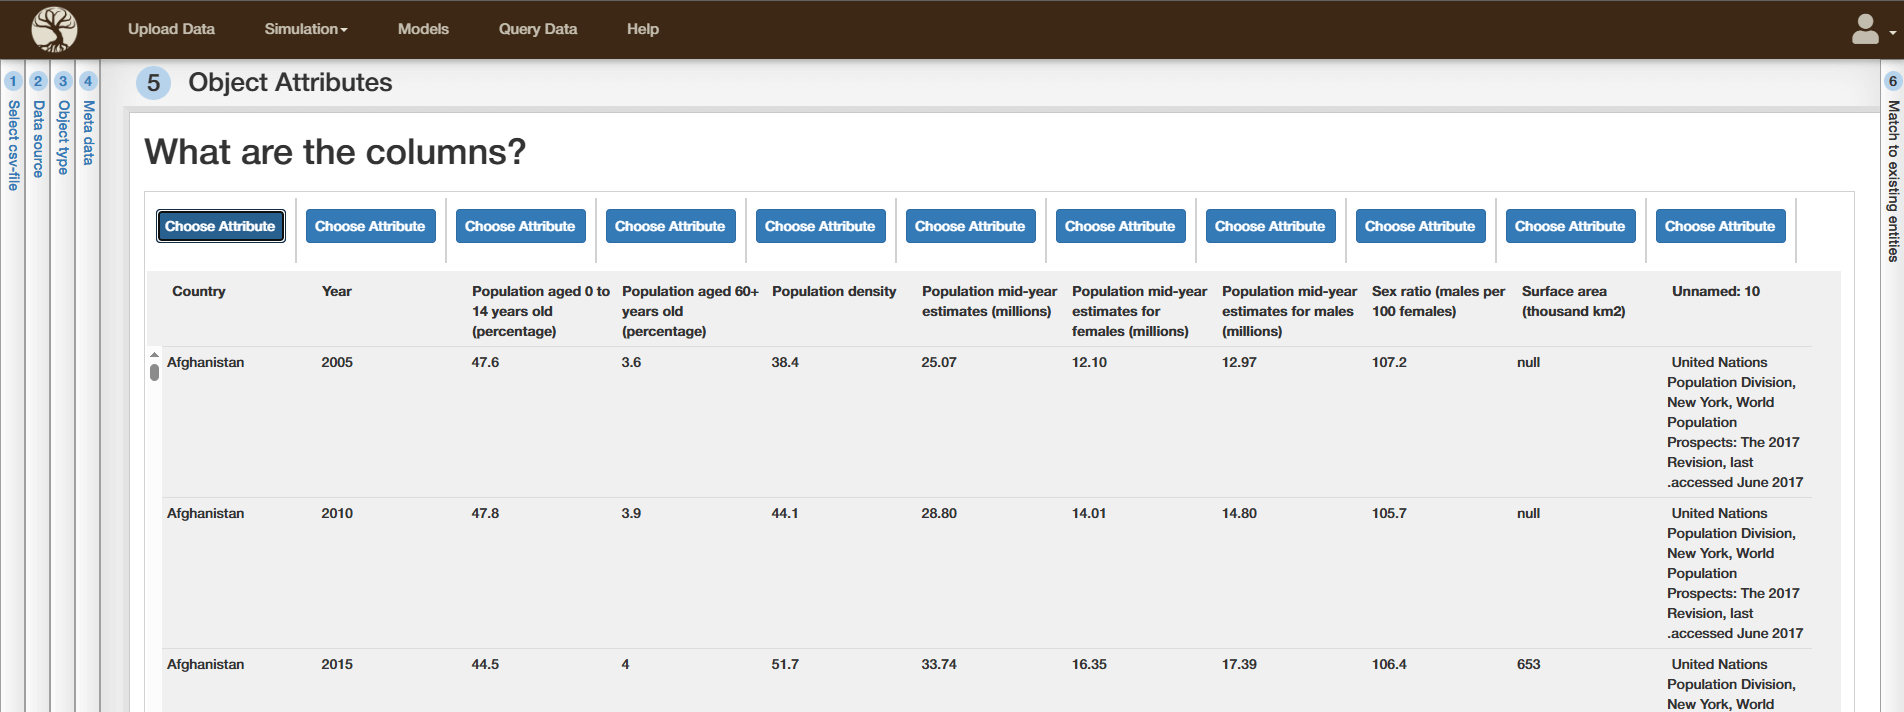 Upload Data
Simulation
Models
Query Data
Help
1
Select csv-file
2
Data source
3
Object type
4
Meta data
5
Object Attributes
6
Match to existing entities
What are the columns?
Choose Attribute
Choose Attribute
Choose Attribute
Choose Attribute
Choose Attribute
Choose Attribute
Choose Attribute
Choose Attribute
Choose Attribute
Choose Attribute
Choose Attribute
Country
Year
Population aged 0 to
14 years old
(percentage)
Population aged 60+
years old
(percentage)
Population density
Population mid-year
estimates (millions)
Population mid-year
estimates for
females (millions)
Population mid-year
estimates for males
(millions)
Sex ratio (males per
100 females)
Surface area
(thousand km2)
Unnamed: 10
Afghanistan
2005
47.6
3.6
38.4
25.07
12.10
12.97
107.2
null
United Nations
Population Division,
New York, World
Population
Prospects: The 2017
Revision, last
.accessed June 2017
Afghanistan
2010
47.8
3.9
44.1
28.80
14.01
14.80
105.7
null
United Nations
Population Division,
New York, World
Population
Prospects: The 2017
Revision, last
.accessed June 2017
Afghanistan
2015
44.5
4
51.7
33.74
16.35
17.39
106.4
653
United Nations
Population Division,
New York, World